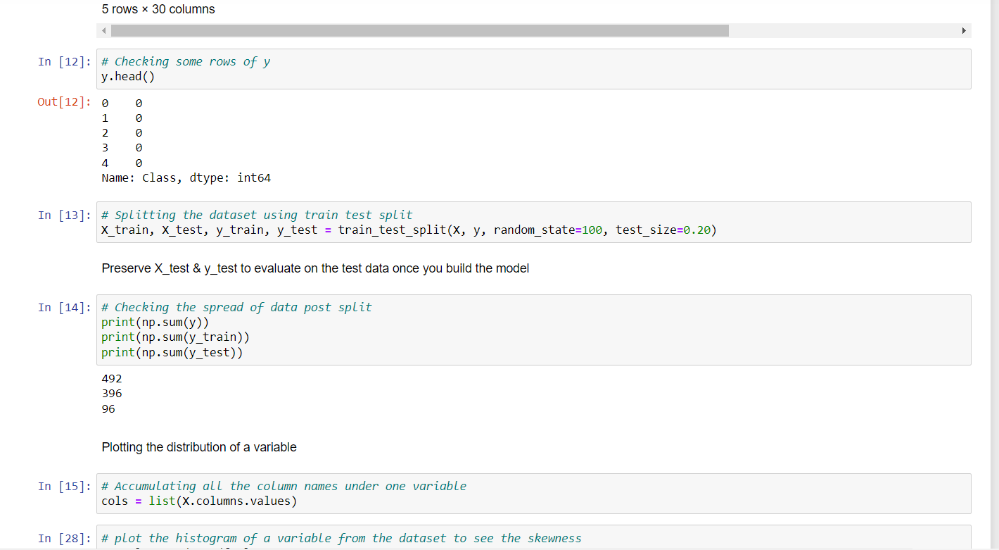 5 rows × 30 columns
In [12]: # Checking some rows of y
y.head()
Out[12]: 0    0
1    0
2    0
3    0
4    0
Name: Class, dtype: int64
In [13]: # Splitting the dataset using train test split
X_train, X_test, y_train, y_test = train_test_split(X, y, random_state=100, test_size=0.20)
Preserve X_test & y_test to evaluate on the test data once you build the model
In [14]: # Checking the spread of data post split
print(np.sum(y))
print(np.sum(y_train))
print(np.sum(y_test))
492
396
96
Plotting the distribution of a variable
In [15]: # Accumulating all the column names under one variable
cols = list(X.columns.values)
In [28]: # plot the histogram of a variable from the dataset to see the skewness